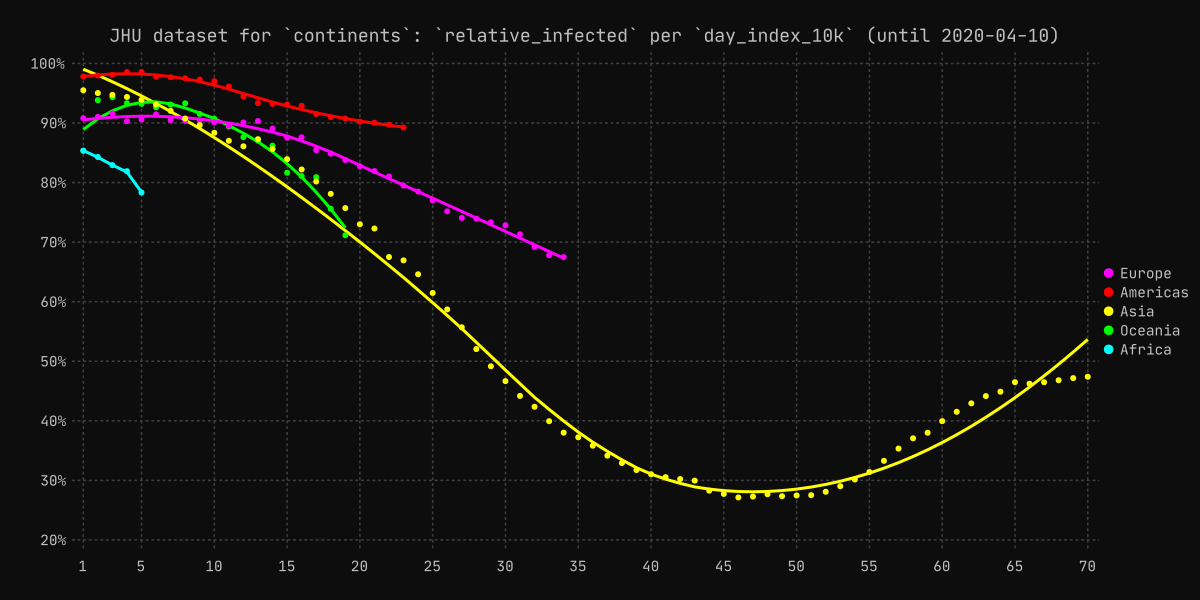 JHU dataset for `continents`: `relative_infected` per `day_index_10k` (until 2020-04-10)
100%
90%
80%
70%
60%
50%
40%
30%
20%
1 5 10 15 20 25 30 35 40 45 50 55 60 65 70
Europe
Americas
Asia
Oceania
Africa